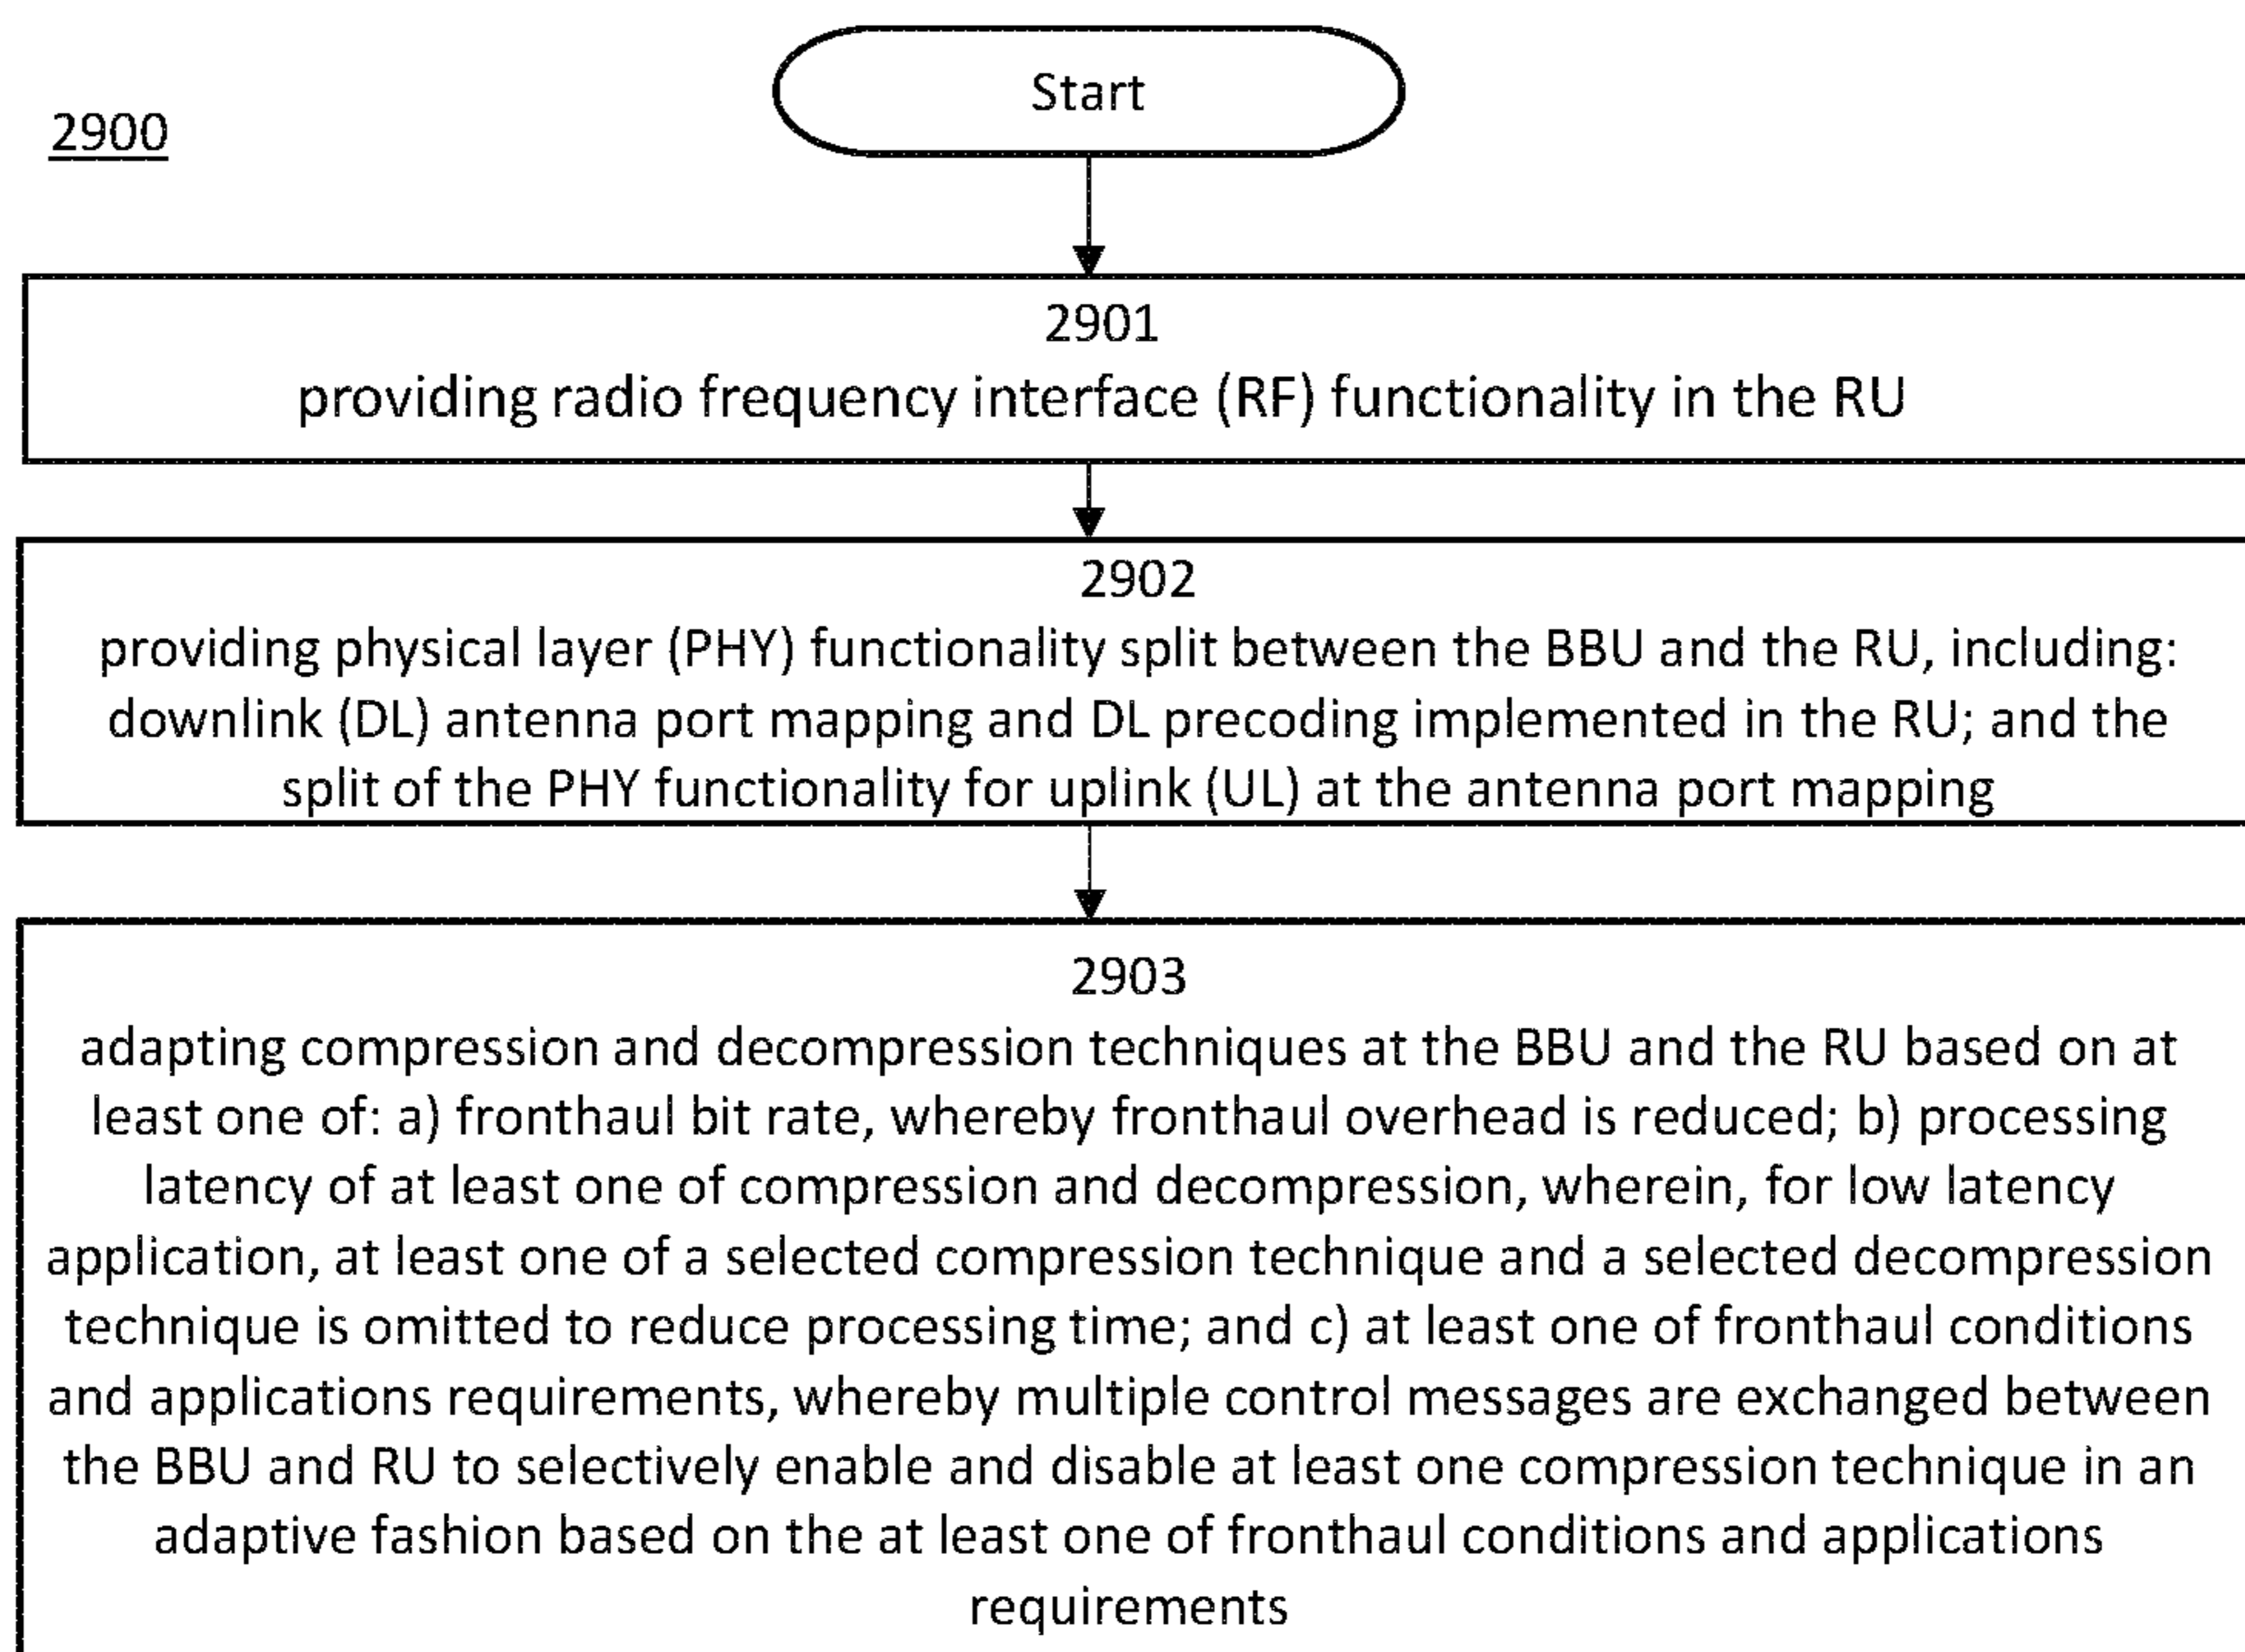 Start
2900
2901
providing radio frequency interface (RF) functionality in the RU
2902
providing physical layer (PHY) functionality split between the BBU and the RU, including:
downlink (DL) antenna port mapping and DL precoding implemented in the RU; and the
split of the PHY functionality for uplink (UL) at the antenna port mapping
2903
adapting compression and decompression techniques at the BBU and the RU based on at
least one of: a) fronthaul bit rate, whereby fronthaul overhead is reduced; b) processing
latency of at least one of compression and decompression, wherein, for low latency
application, at least one of a selected compression technique and a selected decompression
technique is omitted to reduce processing time; and c) at least one of fronthaul conditions
and applications requirements, whereby multiple control messages are exchanged between
the BBU and RU to selectively enable and disable at least one compression technique in an
adaptive fashion based on the at least one of fronthaul conditions and applications
requirements